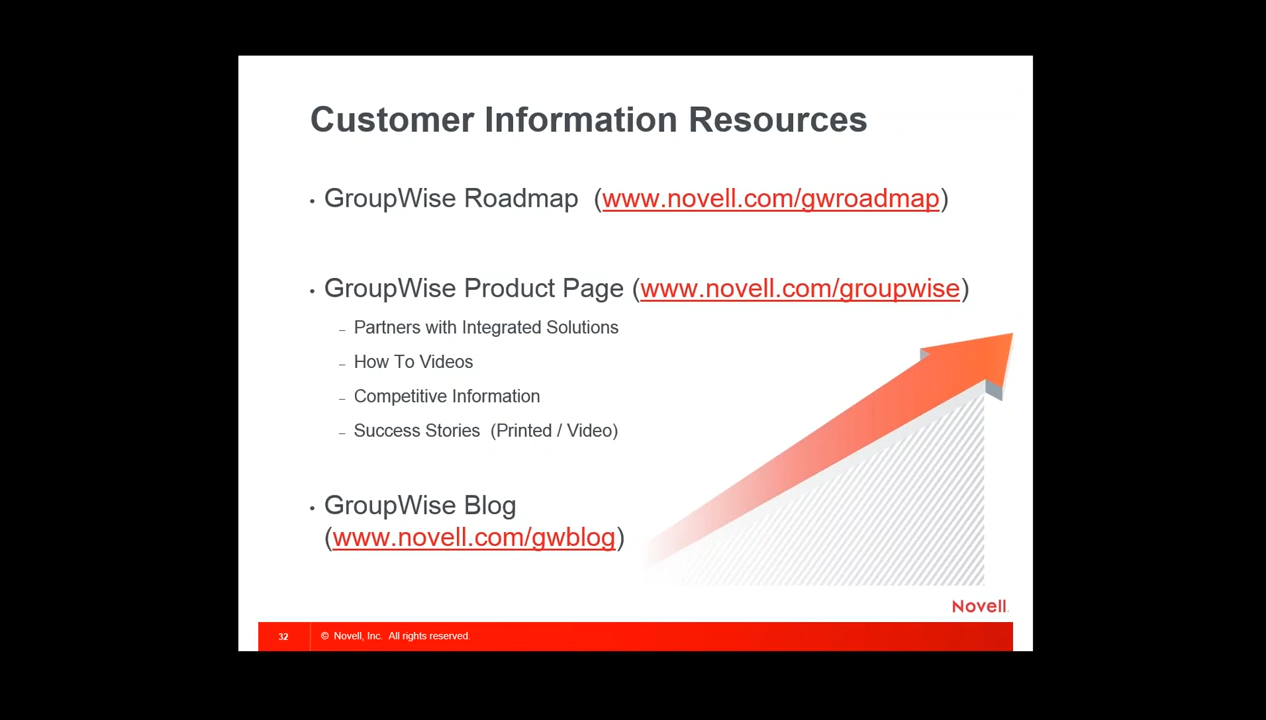 Customer Information Resources
• GroupWise Roadmap (www.novell.com/gwroadmap)
• GroupWise Product Page (www.novell.com/groupwise)
– Partners with Integrated Solutions
– How To Videos
– Competitive Information
– Success Stories (Printed / Video)
• GroupWise Blog
(www.novell.com/gwblog)
Novell.
32 © Novell, Inc. All rights reserved.